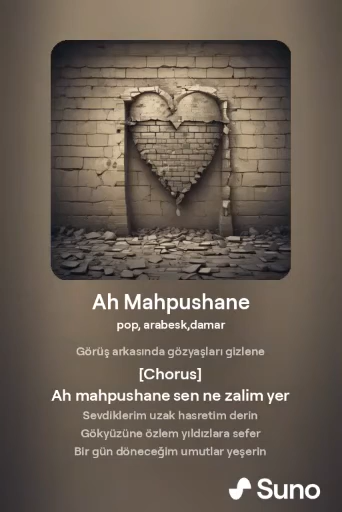 Ah Mahpushane
pop, arabesk,damar
Görüş arkasında gözyaşları gizlene
[Chorus]
Ah mahpushane sen ne zalim yer
Sevdiklerim uzak hasretim derin
Gökyüzüne özlem yıldızlara sefer
Bir gün döneceğim umutlar yeşerin
Suno